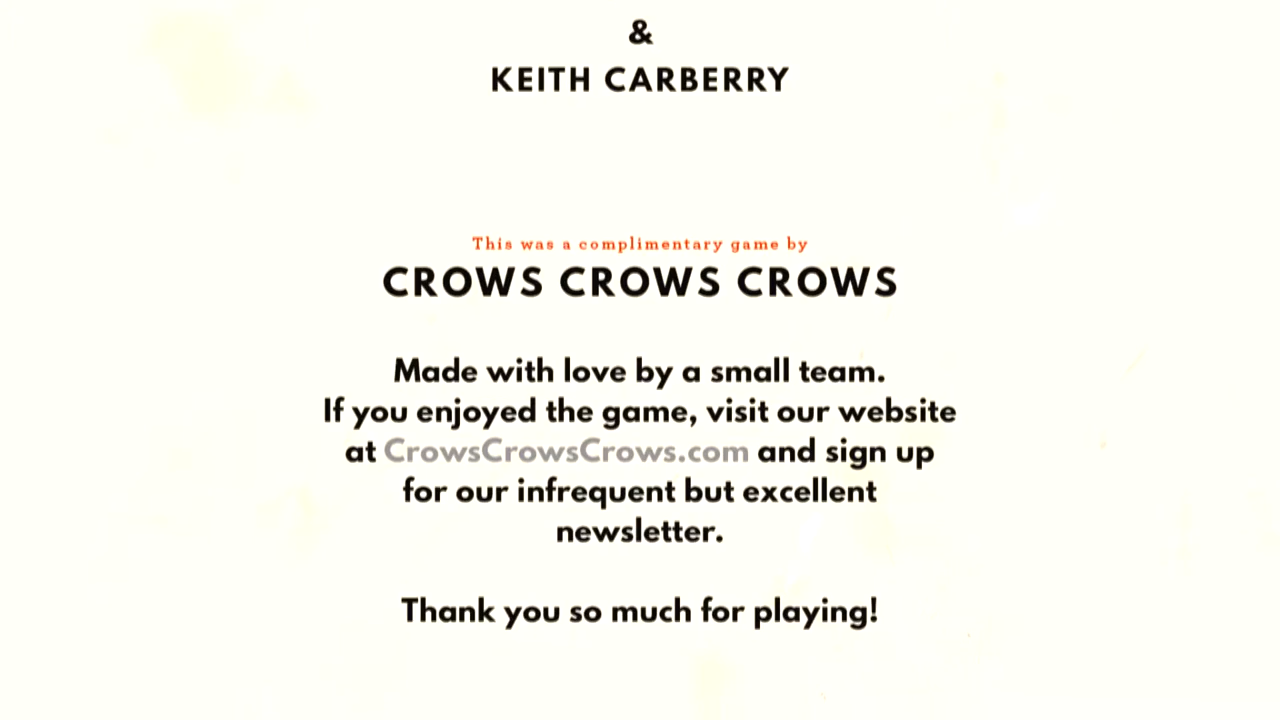 &
KEITH CARBERRY
This was a complimentary game by
CROWS CROWS CROWS
Made with love by a small team.
If you enjoyed the game, visit our website
at CrowsCrowsCrows.com and sign up
for our infrequent but excellent
newsletter.
Thank you so much for playing!